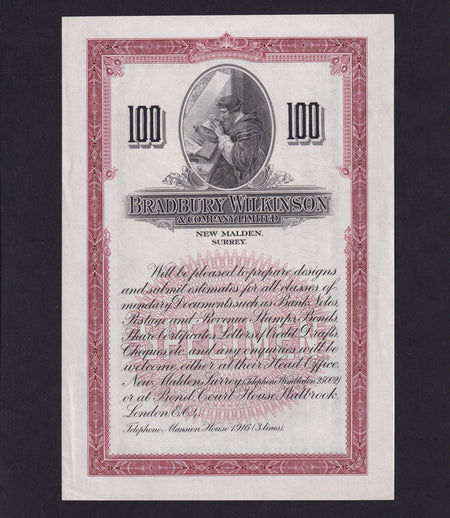 100 100
BRADBURY WILKINSON
& COMPANY LIMITED
NEW MALDEN.
SURREY.
Will be pleased to prepare designs
and submit estimates for all classes of
monetary Documents such as Bank Notes,
Postage and Revenue Stamps, Bonds,
Share Certificates, Letters of Credit, Drafts,
Cheques, etc. and any enquiries will be
welcome either at their Head Office,
New Malden, Surrey, (Telephone Wimbledon 2500)
or at Bond Court House, Walbrook,
London E.C.4.
Telephone Mansion House 1916 (3 lines).
SPECIMEN